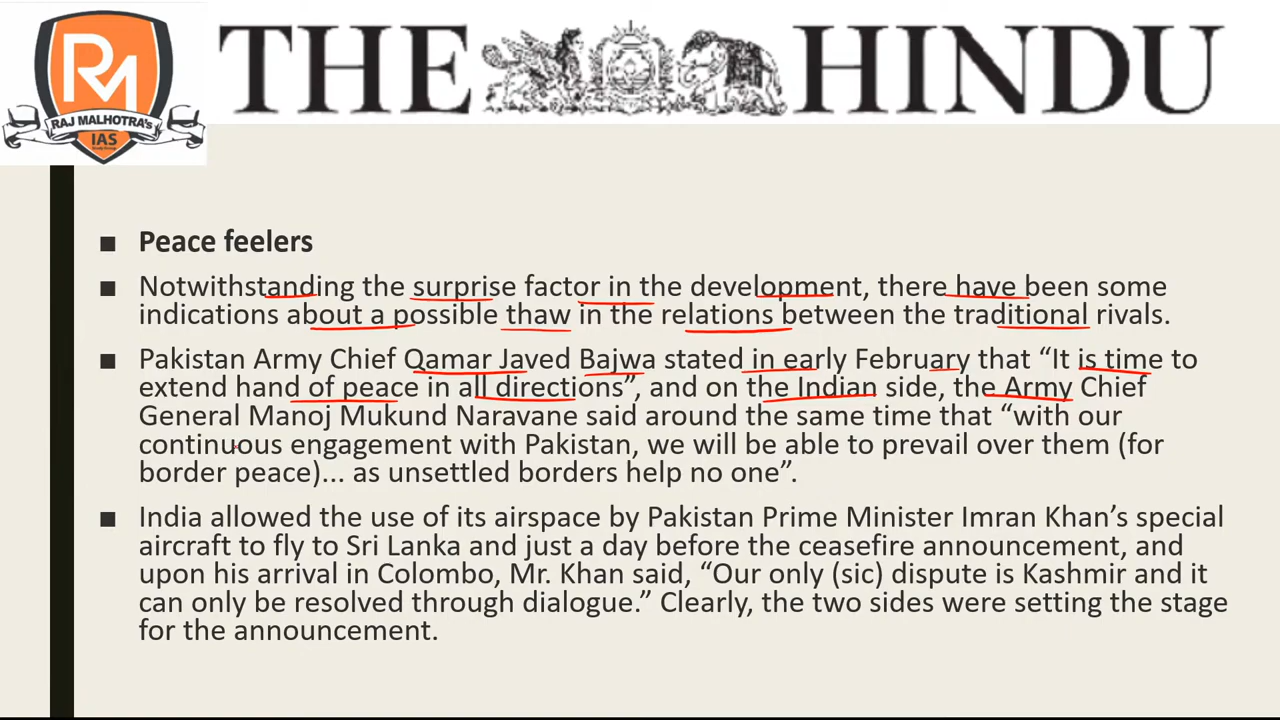 RM
RAJ MALHOTRA'S
IAS
THE HINDU
■ Peace feelers
■ Notwithstanding the surprise factor in the development, there have been some
indications about a possible thaw in the relations between the traditional rivals.
■ Pakistan Army Chief Qamar Javed Bajwa stated in early February that “It is time to
extend hand of peace in all directions”, and on the Indian side, the Army Chief
General Manoj Mukund Naravane said around the same time that “with our
continuous engagement with Pakistan, we will be able to prevail over them (for
border peace)... as unsettled borders help no one”.
■ India allowed the use of its airspace by Pakistan Prime Minister Imran Khan’s special
aircraft to fly to Sri Lanka and just a day before the ceasefire announcement, and
upon his arrival in Colombo, Mr. Khan said, “Our only (sic) dispute is Kashmir and it
can only be resolved through dialogue.” Clearly, the two sides were setting the stage
for the announcement.